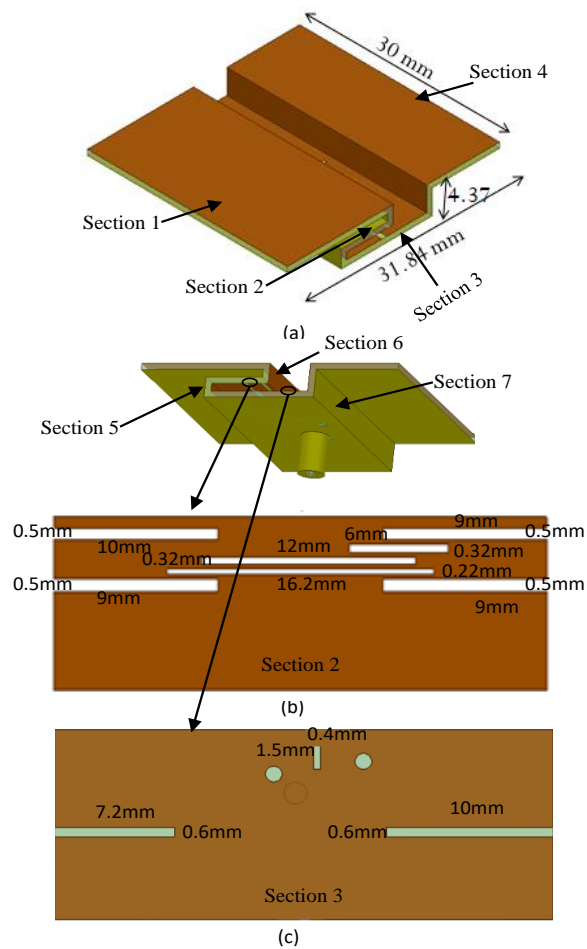 30 mm
Section 4
4.37
Section 1
31.84 mm
Section 2
Section 3
(a)
Section 6
Section 7
Section 5
9mm
0.5mm
6mm
0.5mm
10mm
12mm
0.32mm
0.32mm
0.22mm
0.5mm
16.2mm
0.5mm
9mm
9mm
Section 2
(b)
0.4mm
1.5mm
7.2mm
10mm
0.6mm
0.6mm
Section 3
(c)